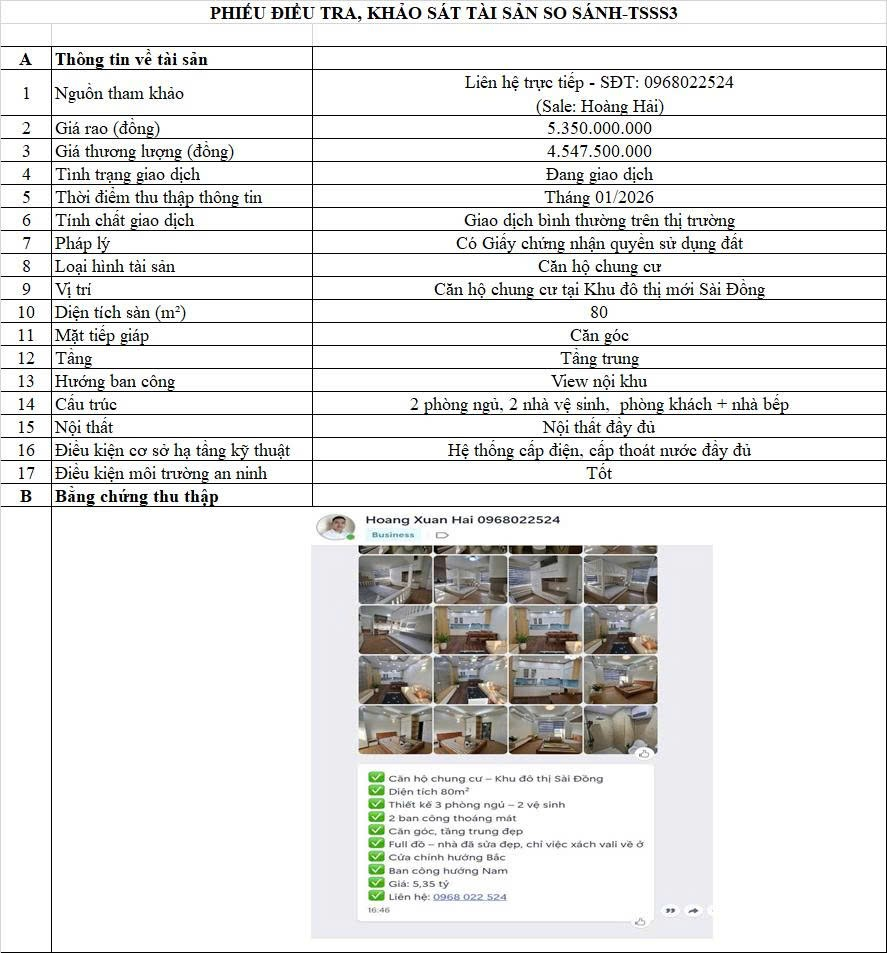 PHIẾU ĐIỀU TRA, KHẢO SÁT TÀI SẢN SO SÁNH-TSSS3
A Thông tin về tài sản
1 Nguồn tham khảo Liên hệ trực tiếp - SĐT: 0968022524
(Sale: Hoàng Hải)
2 Giá rao (đồng) 5.350.000.000
3 Giá thương lượng (đồng) 4.547.500.000
4 Tình trạng giao dịch Đang giao dịch
5 Thời điểm thu thập thông tin Tháng 01/2026
6 Tính chất giao dịch Giao dịch bình thường trên thị trường
7 Pháp lý Có Giấy chứng nhận quyền sử dụng đất
8 Loại hình tài sản Căn hộ chung cư
9 Vị trí Căn hộ chung cư tại Khu đô thị mới Sài Đồng
10 Diện tích sàn (m²) 80
11 Mặt tiếp giáp Căn góc
12 Tầng Tầng trung
13 Hướng ban công View nội khu
14 Cấu trúc 2 phòng ngủ, 2 nhà vệ sinh, phòng khách + nhà bếp
15 Nội thất Nội thất đầy đủ
16 Điều kiện cơ sở hạ tầng kỹ thuật Hệ thống cấp điện, cấp thoát nước đầy đủ
17 Điều kiện môi trường an ninh Tốt
B Bằng chứng thu thập
Hoang Xuan Hai 0968022524
Business
✅ Căn hộ chung cư – Khu đô thị Sài Đồng
✅ Diện tích 80m²
✅ Thiết kế 3 phòng ngủ – 2 vệ sinh
✅ 2 ban công thoáng mát
✅ Căn góc, tầng trung đẹp
✅ Full đồ – nhà đã sửa đẹp, chỉ việc xách vali về ở
✅ Cửa chính hướng Bắc
✅ Ban công hướng Nam
✅ Giá: 5,35 tỷ
✅ Liên hệ: 0968 022 524
16:46